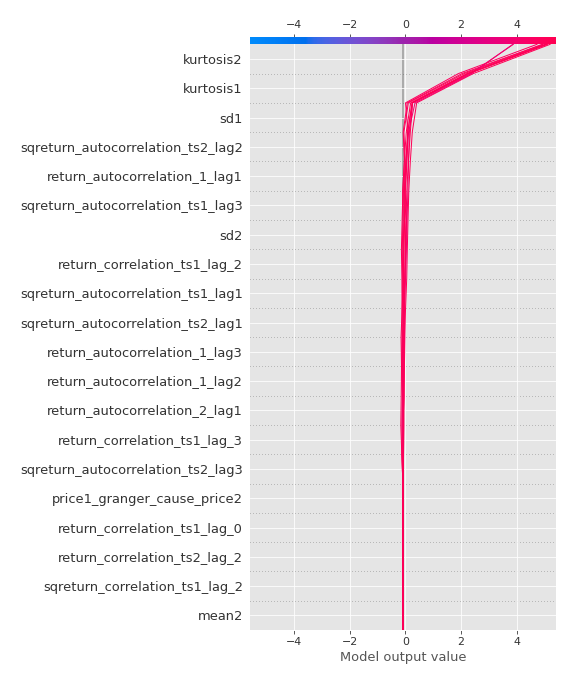 −4 −2 0 2 4
kurtosis2
kurtosis1
sd1
sqreturn_autocorrelation_ts2_lag2
return_autocorrelation_1_lag1
sqreturn_autocorrelation_ts1_lag3
sd2
return_correlation_ts1_lag_2
sqreturn_autocorrelation_ts1_lag1
sqreturn_autocorrelation_ts2_lag1
return_autocorrelation_1_lag3
return_autocorrelation_1_lag2
return_autocorrelation_2_lag1
return_correlation_ts1_lag_3
sqreturn_autocorrelation_ts2_lag3
price1_granger_cause_price2
return_correlation_ts1_lag_0
return_correlation_ts2_lag_2
sqreturn_correlation_ts1_lag_2
mean2
−4 −2 0 2 4
Model output value